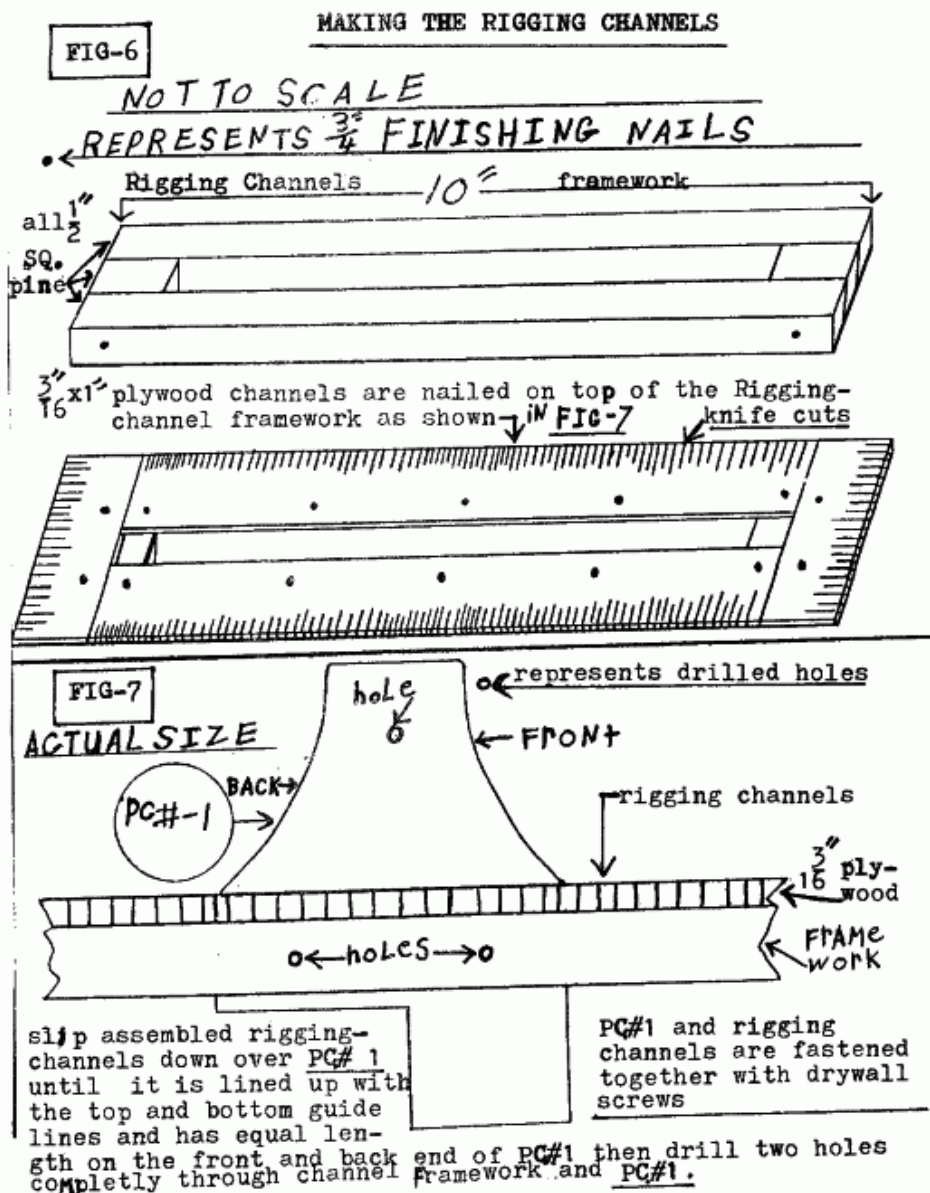 MAKING THE RIGGING CHANNELS
FIG-6
NOT TO SCALE
REPRESENTS 3/4" FINISHING NAILS
Rigging Channels 10" framework
all 1/2"
SQ.
pine
3/16" x1" plywood channels are nailed on top of the Rigging-
channel framework as shown in FIG-7
knife cuts
FIG-7
hole
represents drilled holes
ACTUAL SIZE
FRONT
BACK
PC#-1
rigging channels
3/16" ply-
wood
FRAME
WORK
holes
slip assembled rigging-
channels down over PC# 1
until it is lined up with
the top and bottom guide
lines and has equal len-
gth on the front and back end of PC#1 then drill two holes
completly through channel Framework and PC#1.
PC#1 and rigging
channels are fastened
together with drywall
screws